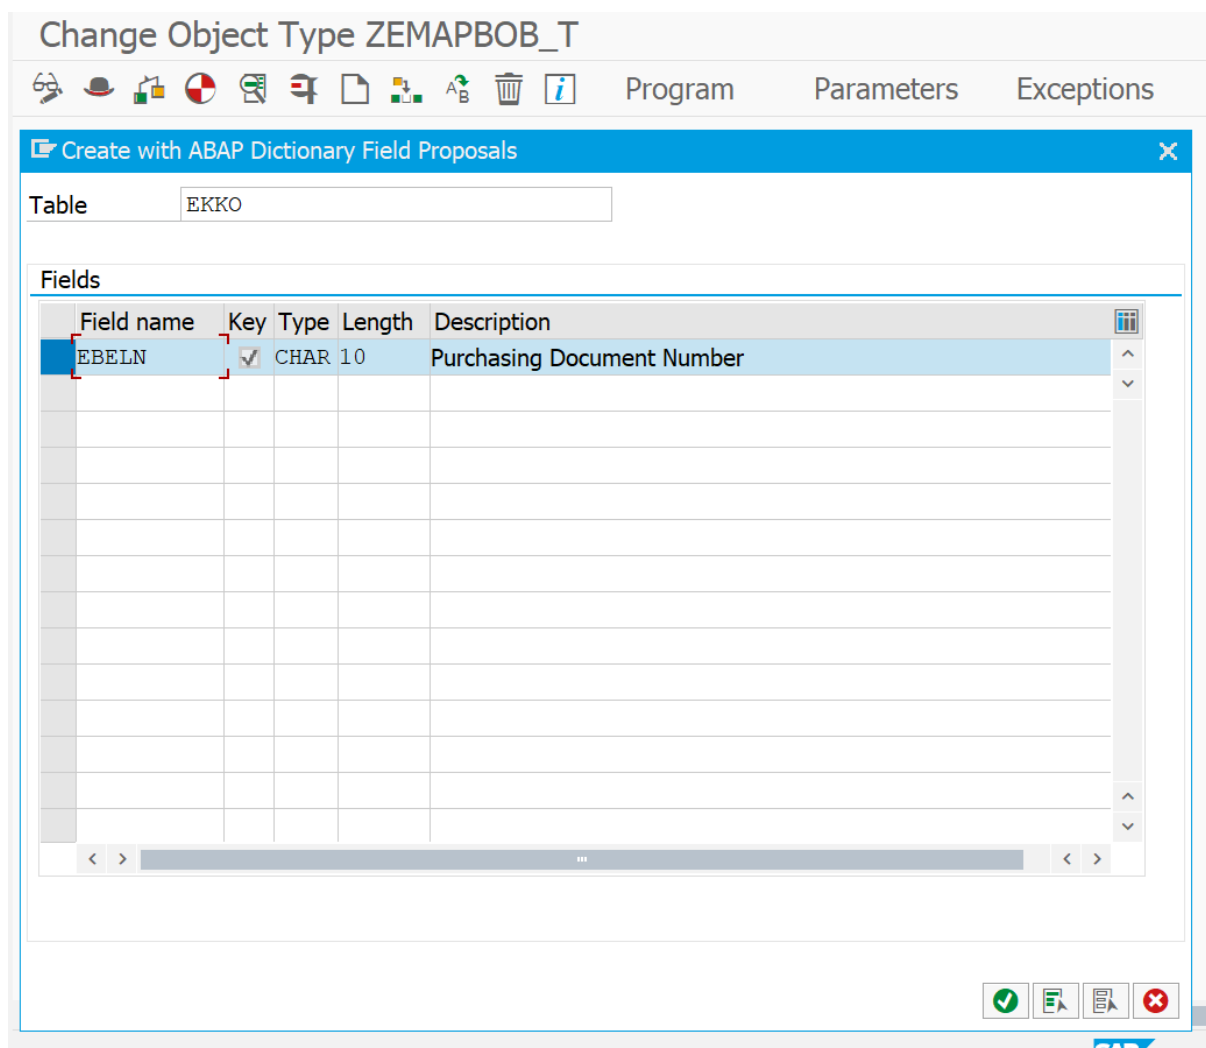 Change Object Type ZEMAPBOB_T
Program Parameters Exceptions
Create with ABAP Dictionary Field Proposals
Table EKKO
Fields
Field name Key Type Length Description
EBELN CHAR 10 Purchasing Document Number